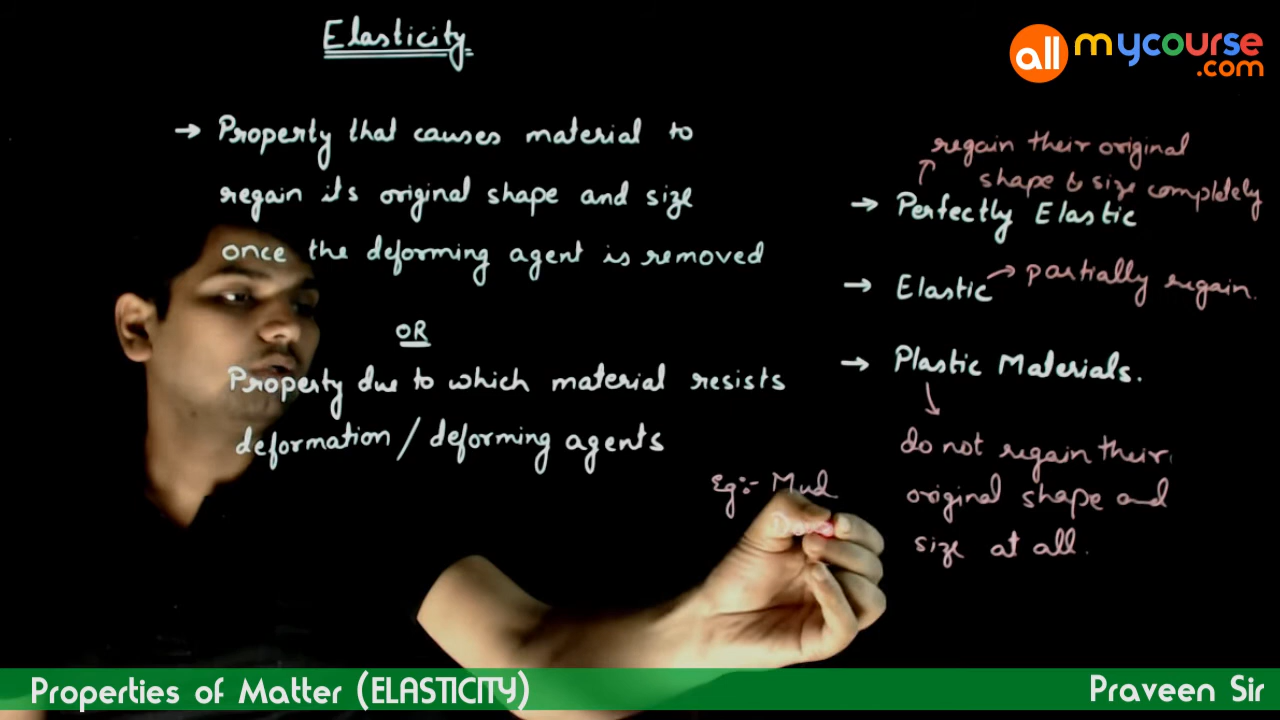 Elasticity
all mycourse
.com
→ Property that causes material to
regain its original shape and size
once the deforming agent is removed
OR
Property due to which material resists
deformation / deforming agents
regain their original
shape & size completely
→ Perfectly Elastic
→ Elastic → partially regain.
→ Plastic Materials.
do not regain their
original shape and
size at all.
Eg:- Mud
Properties of Matter (ELASTICITY)
Praveen Sir